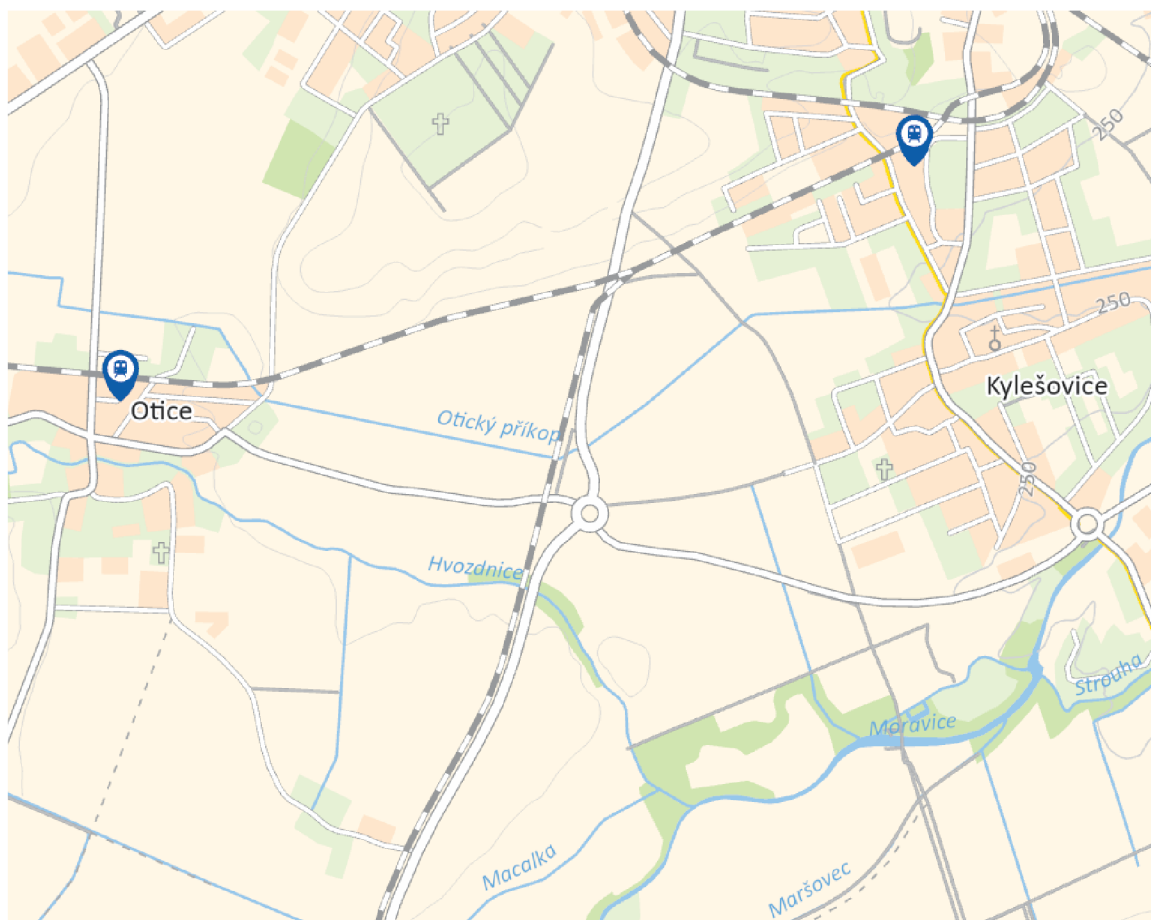 250
250
Kylešovice
Otice
Otický příkop
250
Hvozdnice
Strouha
Moravice
Macalka
Maršovec